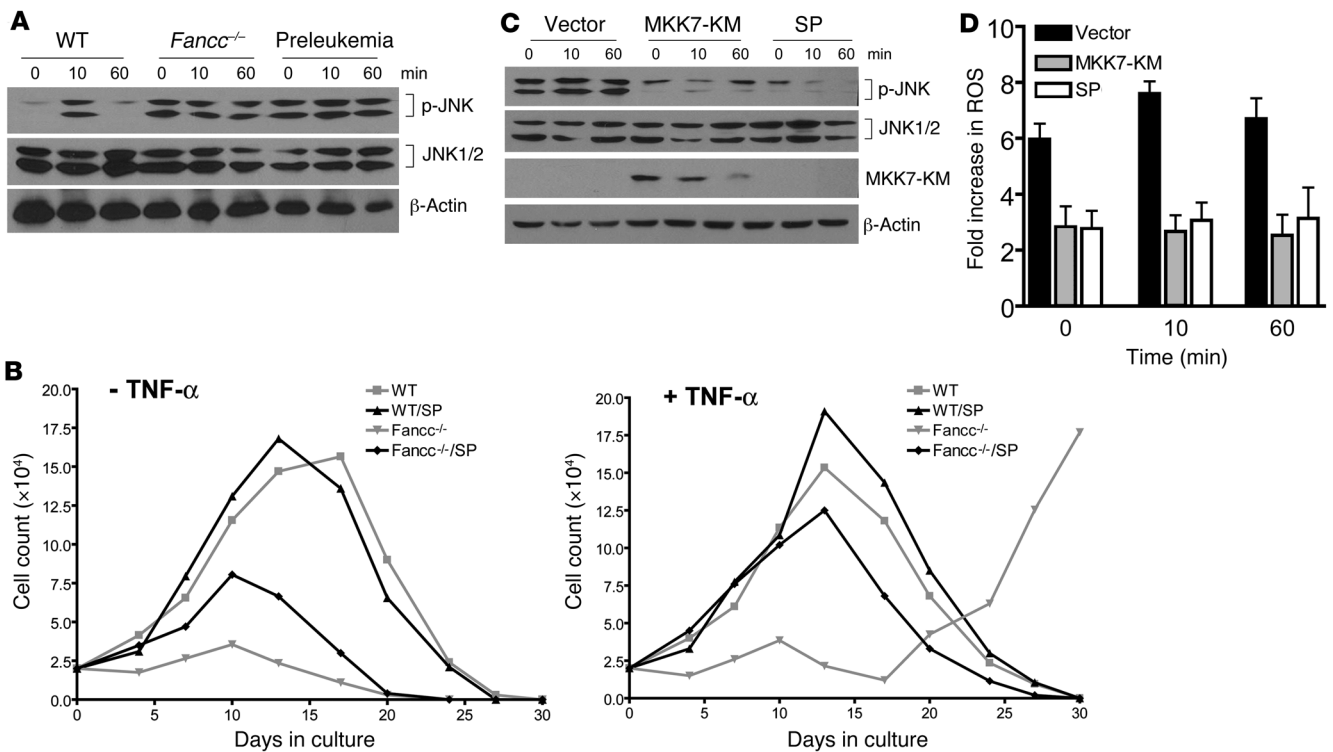 A
WT Fancc–/– Preleukemia
0 10 60 0 10 60 0 10 60 min
p-JNK
JNK1/2
β-Actin
C
Vector MKK7-KM SP
0 10 60 0 10 60 0 10 60 min
p-JNK
JNK1/2
MKK7-KM
β-Actin
D
Vector
MKK7-KM
SP
Fold increase in ROS
10
8
6
4
2
0
0 10 60
Time (min)
B
- TNF-α
WT
WT/SP
Fancc-/-
Fancc-/-/SP
Cell count (×10⁴)
20.0
17.5
15.0
12.5
10.0
7.5
5.0
2.5
0.0
0 5 10 15 20 25 30
Days in culture
+ TNF-α
WT
WT/SP
Fancc-/-
Fancc-/-/SP
Cell count (×10⁴)
20.0
17.5
15.0
12.5
10.0
7.5
5.0
2.5
0.0
0 5 10 15 20 25 30
Days in culture